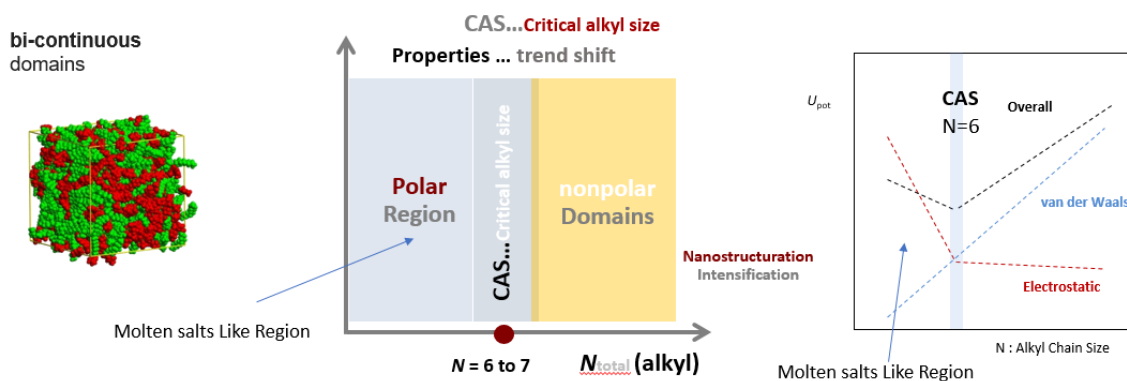 bi-continuous
domains
CAS...Critical alkyl size
Properties ... trend shift
Polar
Region
CAS...Critical alkyl size
nonpolar
Domains
Nanostructuration
Intensification
Molten salts Like Region
N = 6 to 7
Ntotal (alkyl)
Upot
CAS
N=6
Overall
van der Waals
Electrostatic
N : Alkyl Chain Size
Molten salts Like Region